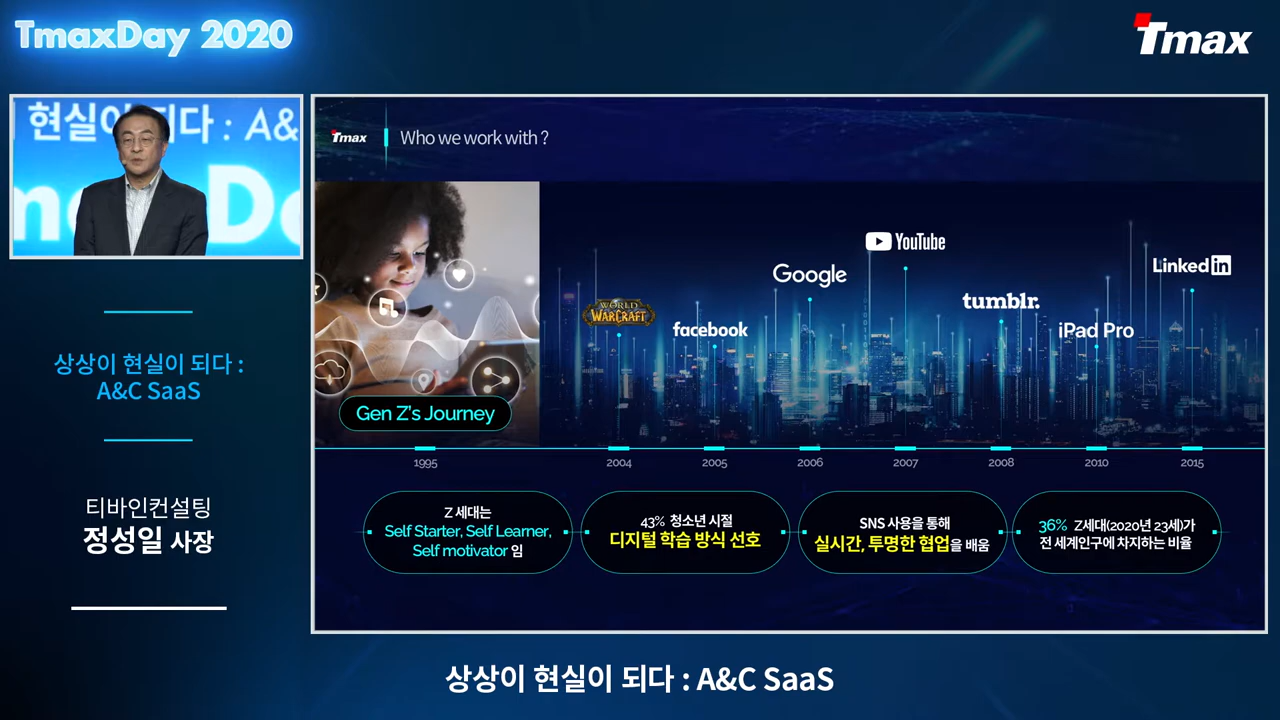 TmaxDay 2020
Tmax
현실이 되다 : A&
Tmax
Who we work with ?
YouTube
Google
Linked in
WORLD
WARCRAFT
tumblr.
facebook
iPad Pro
Gen Z's Journey
1995
2004
2005
2006
2007
2008
2010
2015
Z 세대는
Self Starter, Self Learner,
Self motivator 임
43% 청소년 시절
디지털 학습 방식 선호
SNS 사용을 통해
실시간, 투명한 협업을 배움
36% Z세대(2020년 23세)가
전 세계인구에 차지하는 비율
상상이 현실이 되다 :
A&C SaaS
티바인컨설팅
정성일 사장
상상이 현실이 되다 : A&C SaaS